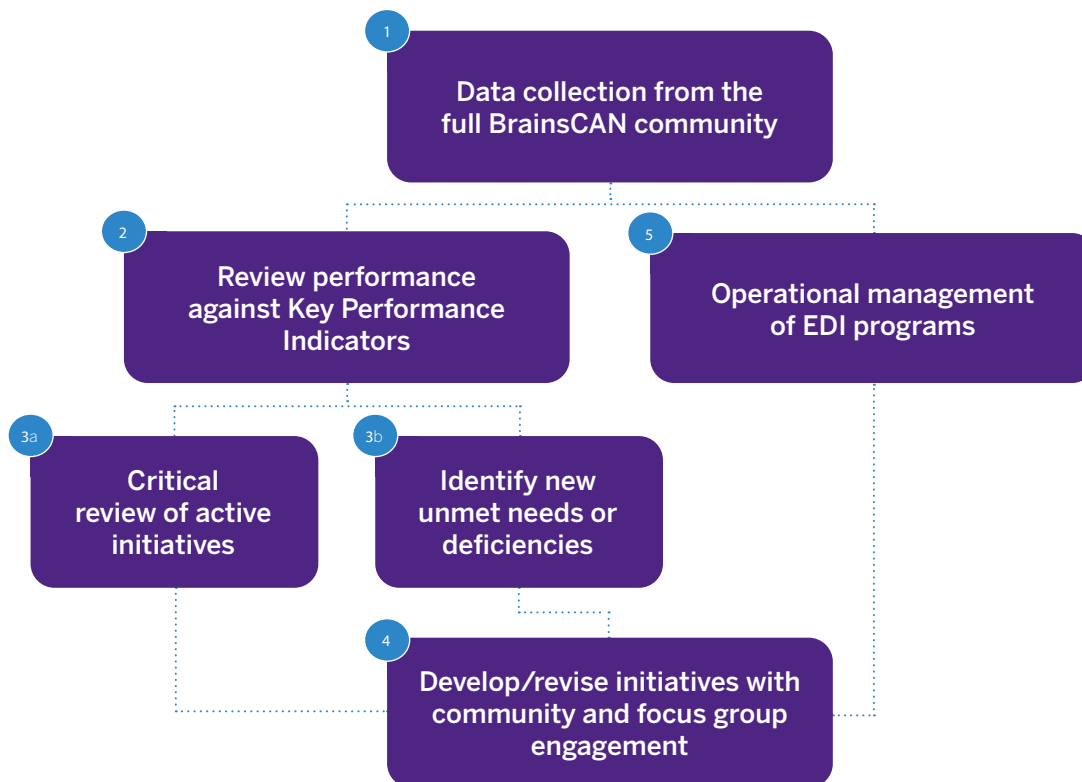 1
Data collection from the
full BrainsCAN community
2
Review performance
against Key Performance
Indicators
5
Operational management
of EDI programs
3a
Critical
review of active
initiatives
3b
Identify new
unmet needs or
deficiencies
4
Develop/revise initiatives with
community and focus group
engagement